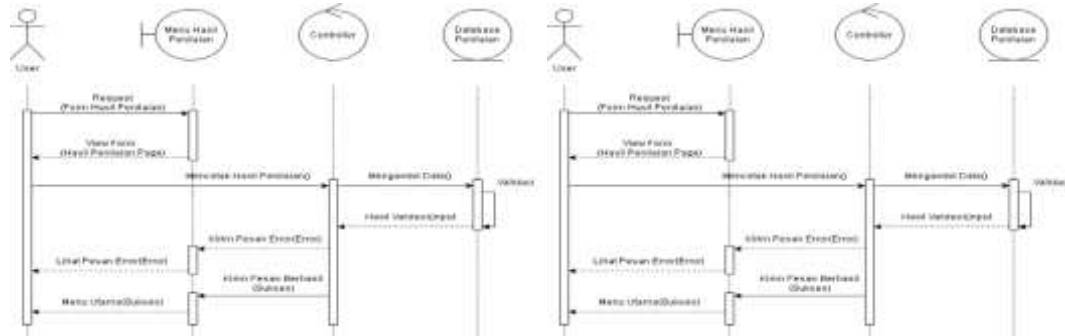 Menu Hasil
Penilaian
Controller
Database
Penilaian
User
Request
(Form Hasil Penilaian)
View Form
(Hasil Penilaian Page)
Mencetak Hasil Penilaian()
Mengambil Data()
Validasi
Hasil Validasi(Input
Kirim Pesan Error(Error)
Lihat Pesan Error(Error)
Kirim Pesan Berhasil
(Sukses)
Menu Utama(Sukses)
Menu Hasil
Penilaian
Controller
Database
Penilaian
User
Request
(Form Hasil Penilaian)
View Form
(Hasil Penilaian Page)
Mencetak Hasil Penilaian()
Mengambil Data()
Hasil Validasi(Input
Kirim Pesan Error(Error)
Lihat Pesan Error(Error)
Kirim Pesan Berhasil
(Sukses)
Menu Utama(Sukses)